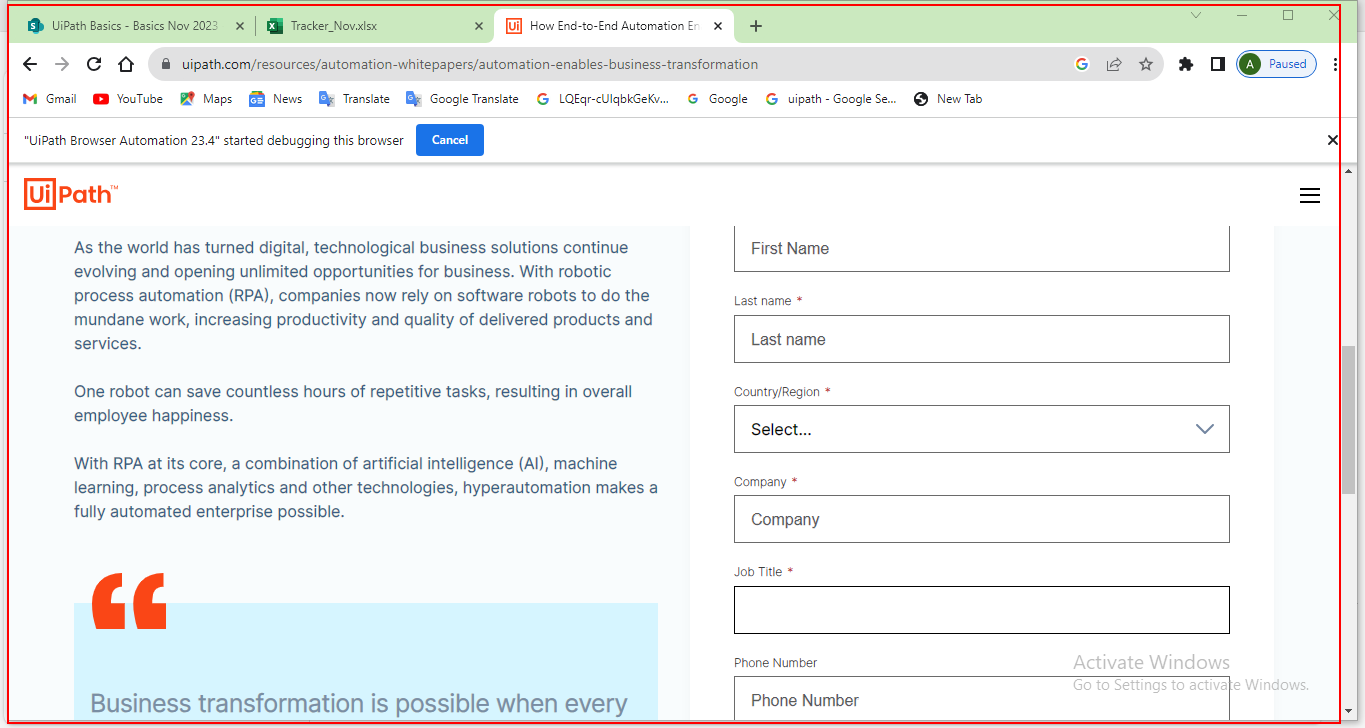 UiPath Basics - Basics Nov 2023
Tracker_Nov.xlsx
How End-to-End Automation En
uipath.com/resources/automation-whitepapers/automation-enables-business-transformation
A
Paused
Gmail
YouTube
Maps
News
Translate
Google Translate
LQEqr-cUIqbkGeKv...
Google
uipath - Google Se...
New Tab
"UiPath Browser Automation 23.4" started debugging this browser
Cancel
UiPath™
As the world has turned digital, technological business solutions continue
evolving and opening unlimited opportunities for business. With robotic
process automation (RPA), companies now rely on software robots to do the
mundane work, increasing productivity and quality of delivered products and
services.
One robot can save countless hours of repetitive tasks, resulting in overall
employee happiness.
With RPA at its core, a combination of artificial intelligence (AI), machine
learning, process analytics and other technologies, hyperautomation makes a
fully automated enterprise possible.
“
Business transformation is possible when every
First Name
Last name *
Last name
Country/Region *
Select...
Company *
Company
Job Title *
Phone Number
Phone Number
Activate Windows
Go to Settings to activate Windows.